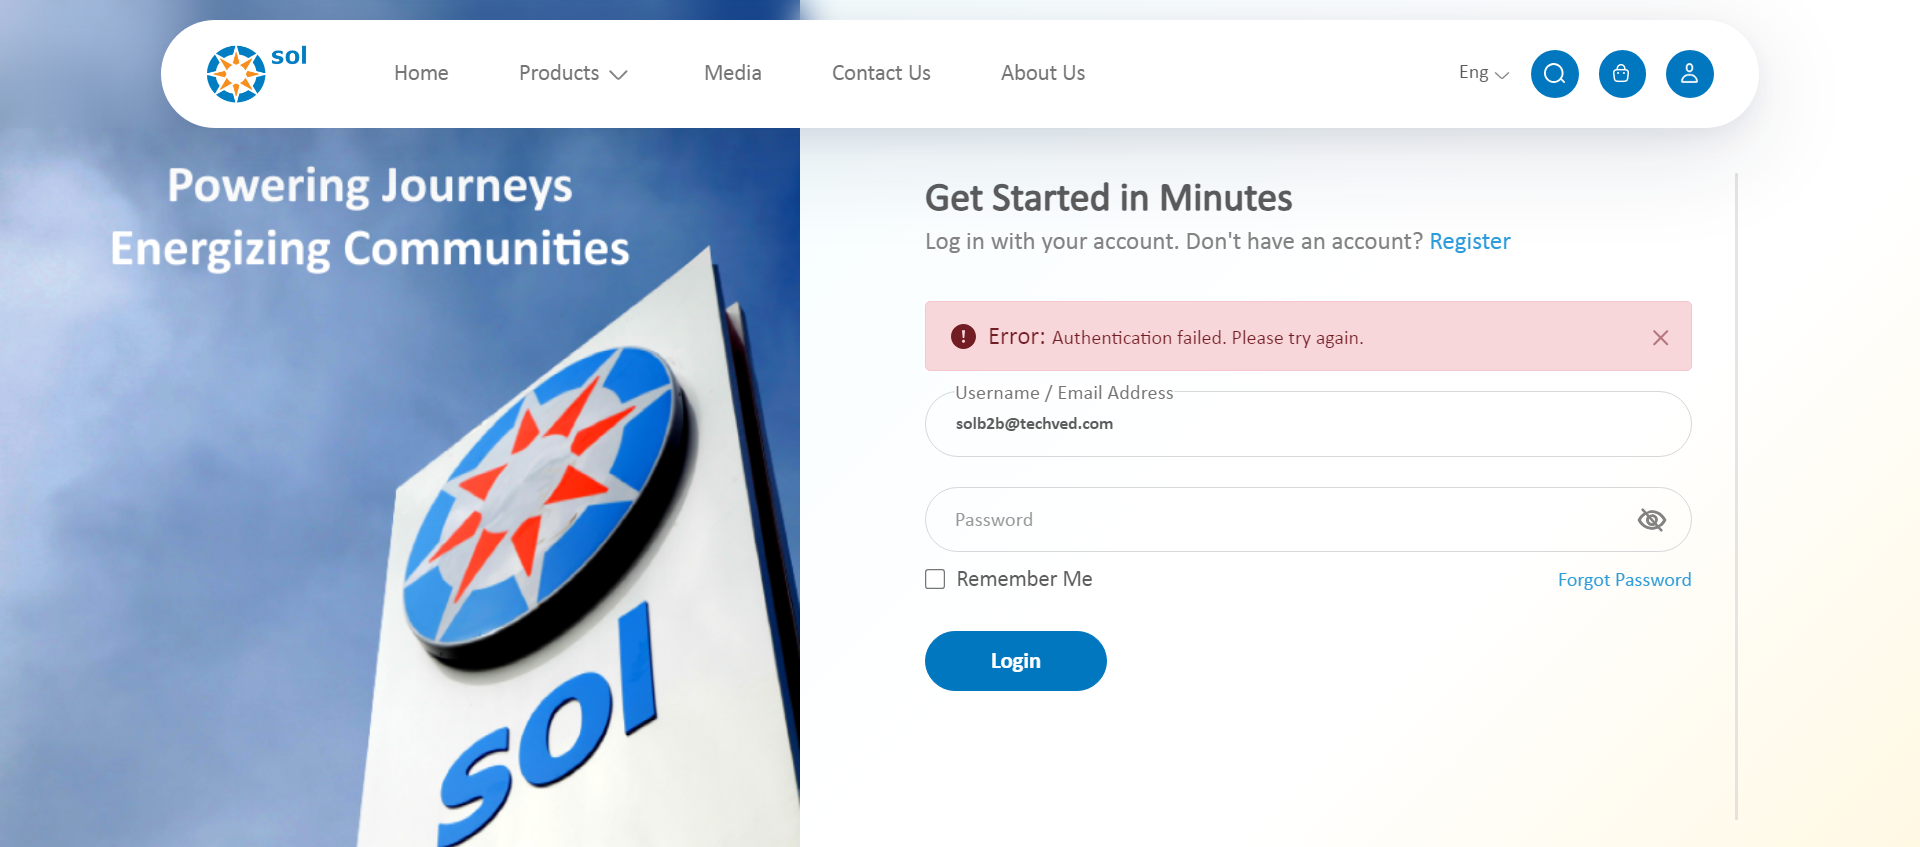 sol
Home
Products
Media
Contact Us
About Us
Eng
Powering Journeys
Energizing Communities
sol
Get Started in Minutes
Log in with your account. Don't have an account? Register
Error: Authentication failed. Please try again.
Username / Email Address
solb2b@techved.com
Password
Remember Me
Forgot Password
Login